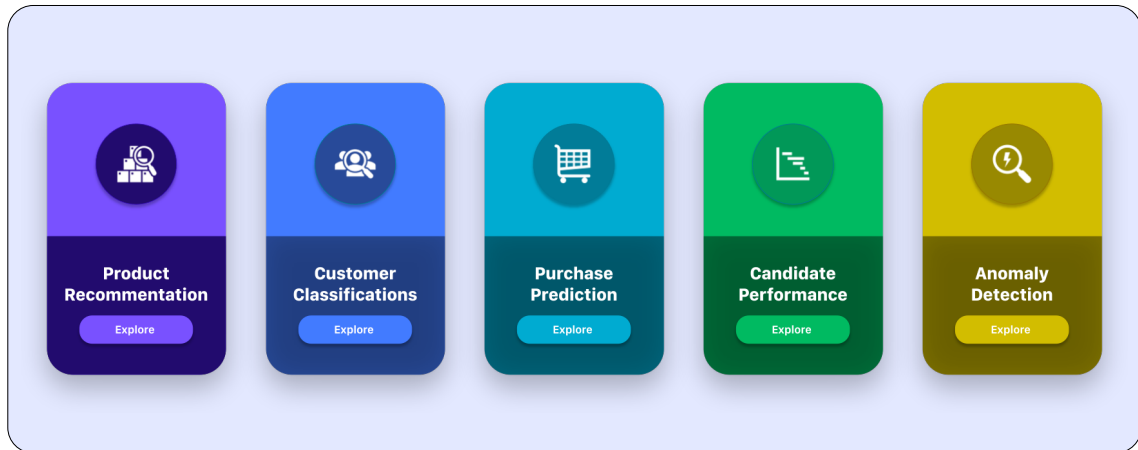 Product
Recommentation
Explore
Customer
Classifications
Explore
Purchase
Prediction
Explore
Candidate
Performance
Explore
Anomaly
Detection
Explore